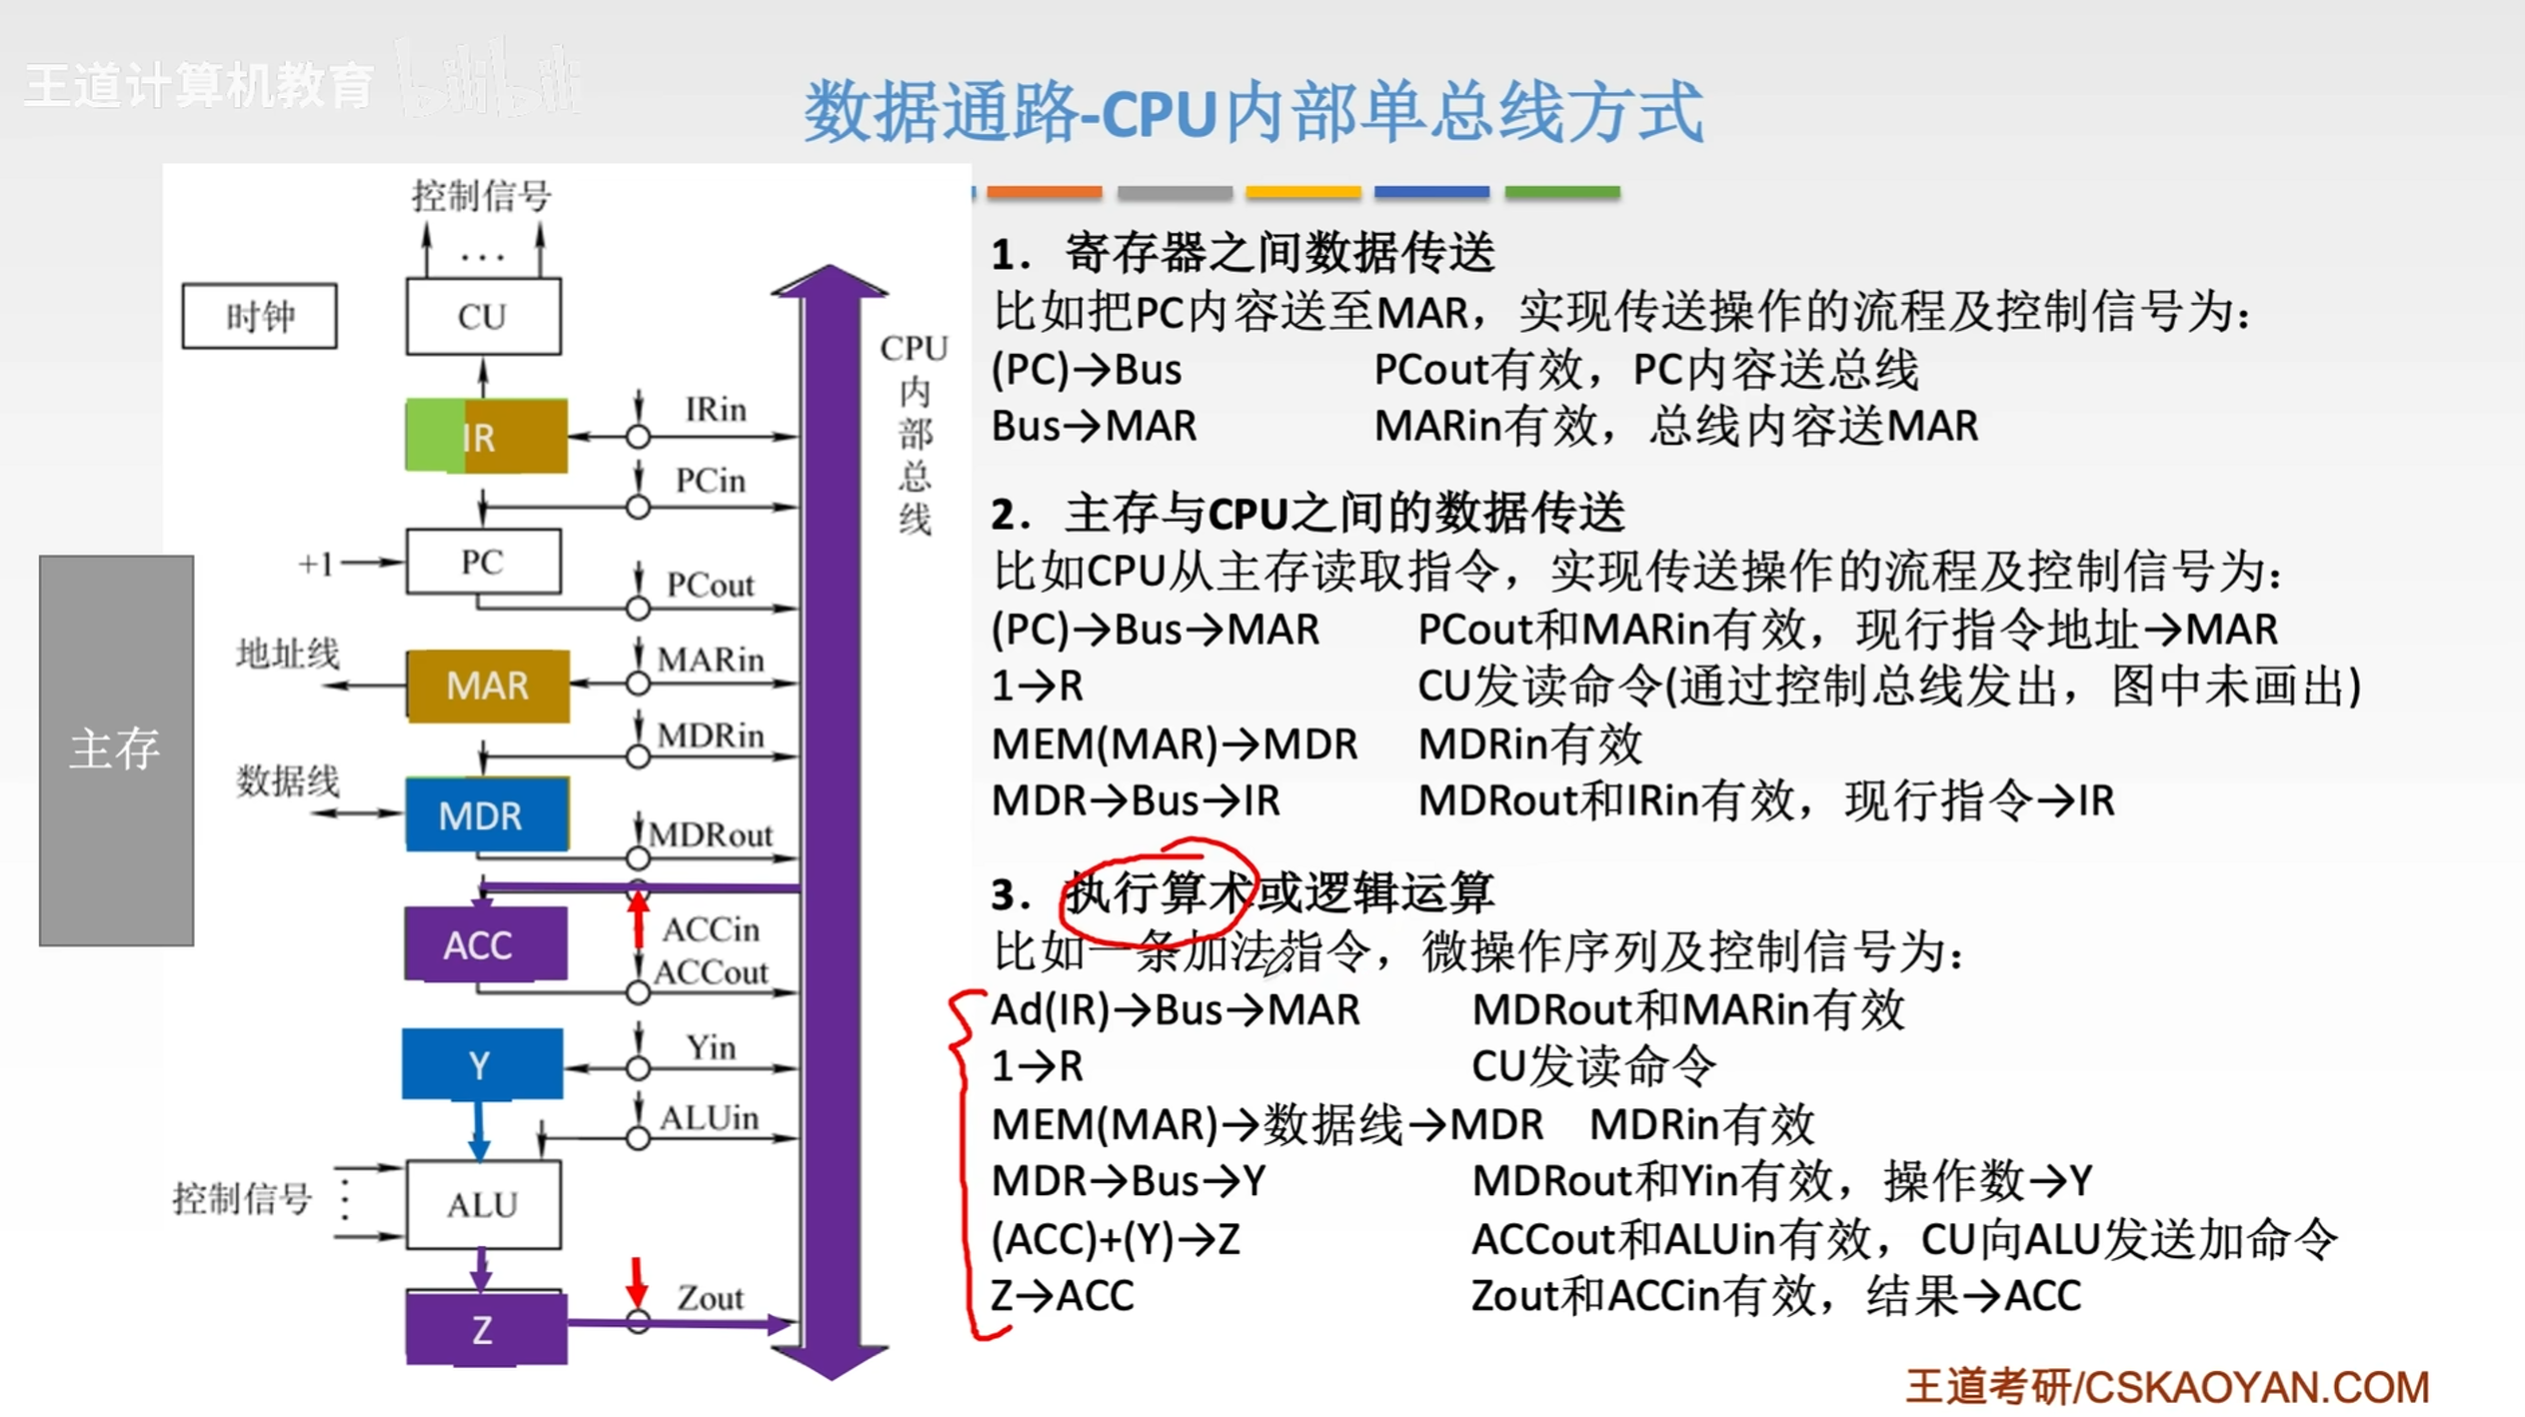 王道计算机教育 bilibili
数据通路-CPU内部单总线方式
控制信号
...
时钟
CU
CPU
内
部
总
线
IR
IRin
PCin
+1
PC
PCout
地址线
MAR
MARin
MDRin
主存
数据线
MDR
MDRout
ACC
ACCin
ACCout
Y
Yin
ALUin
控制信号
ALU
Z
Zout
1. 寄存器之间数据传送
比如把PC内容送至MAR，实现传送操作的流程及控制信号为：
(PC)→Bus PCout有效，PC内容送总线
Bus→MAR MARin有效，总线内容送MAR
2. 主存与CPU之间的数据传送
比如CPU从主存读取指令，实现传送操作的流程及控制信号为：
(PC)→Bus→MAR PCout和MARin有效，现行指令地址→MAR
1→R CU发读命令(通过控制总线发出，图中未画出)
MEM(MAR)→MDR MDRin有效
MDR→Bus→IR MDRout和IRin有效，现行指令→IR
3. 执行算术或逻辑运算
比如一条加法指令，微操作序列及控制信号为：
Ad(IR)→Bus→MAR MDRout和MARin有效
1→R CU发读命令
MEM(MAR)→数据线→MDR MDRin有效
MDR→Bus→Y MDRout和Yin有效，操作数→Y
(ACC)+(Y)→Z ACCout和ALUin有效，CU向ALU发送加命令
Z→ACC Zout和ACCin有效，结果→ACC
王道考研/CSKAOYAN.COM